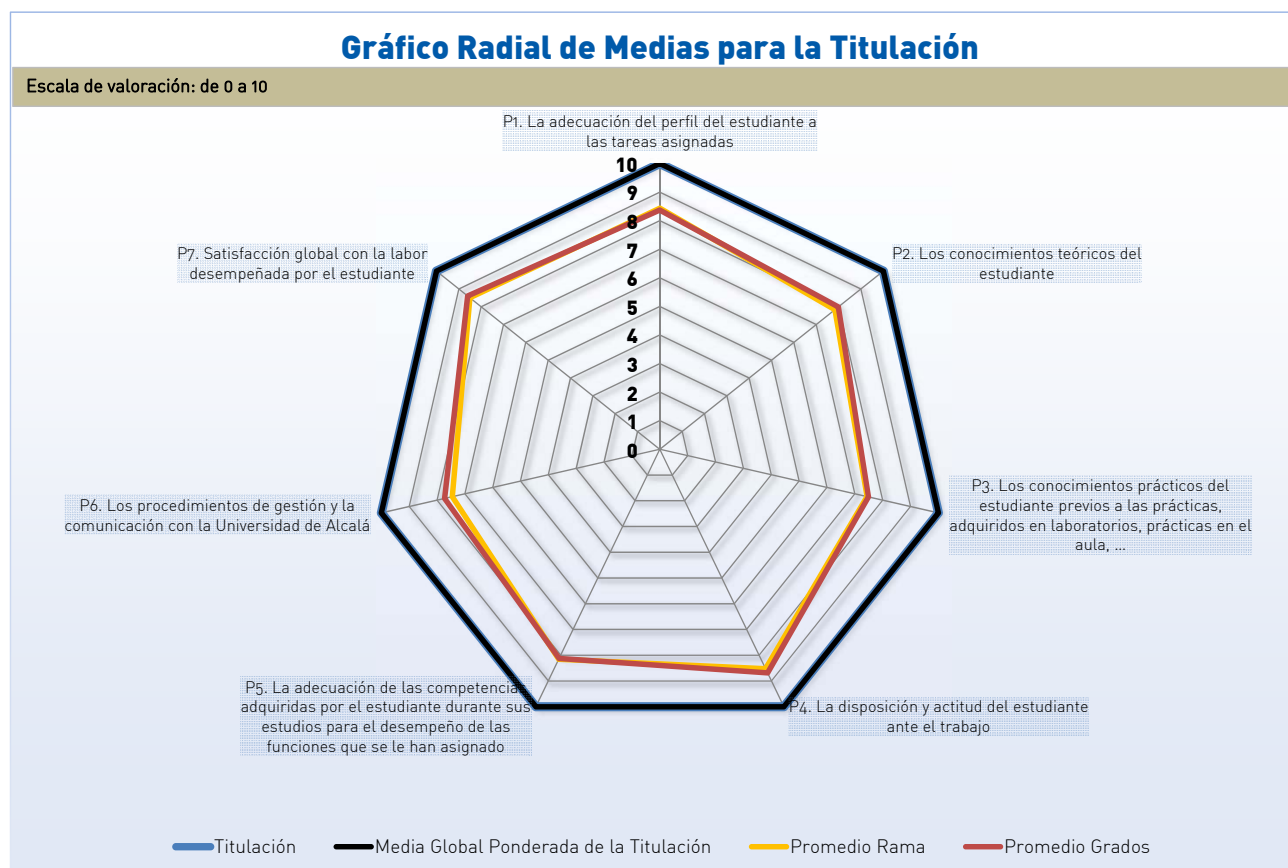 Gráfico Radial de Medias para la Titulación
Escala de valoración: de 0 a 10
P1. La adecuación del perfil del estudiante a
las tareas asignadas
10
9
8
7
6
5
4
3
2
1
0
P2. Los conocimientos teóricos del
estudiante
P3. Los conocimientos prácticos del
estudiante previos a las prácticas,
adquiridos en laboratorios, prácticas en el
aula, ...
P4. La disposición y actitud del estudiante
ante el trabajo
P5. La adecuación de las competencias
adquiridas por el estudiante durante sus
estudios para el desempeño de las
funciones que se le han asignado
P6. Los procedimientos de gestión y la
comunicación con la Universidad de Alcalá
P7. Satisfacción global con la labor
desempeñada por el estudiante
Titulación
Media Global Ponderada de la Titulación
Promedio Rama
Promedio Grados